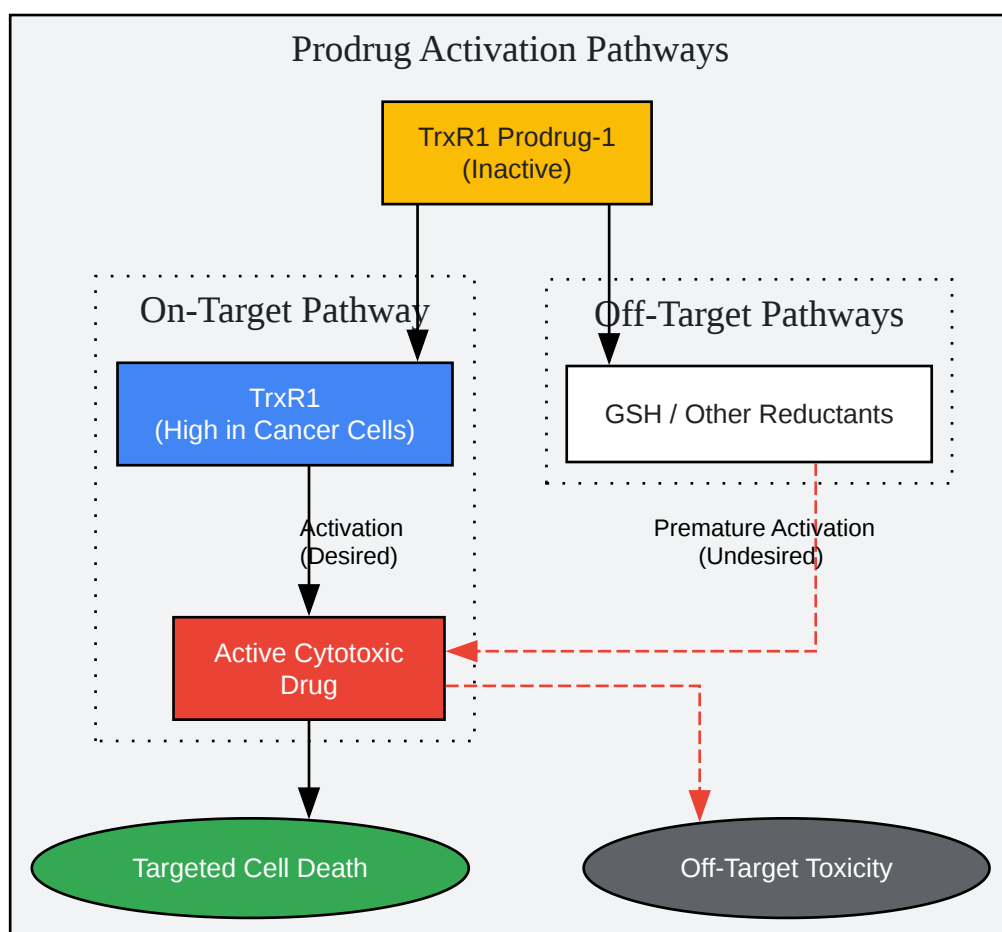 Prodrug Activation Pathways
TrxR1 Prodrug-1
(Inactive)
On-Target Pathway
Off-Target Pathways
TrxR1
(High in Cancer Cells)
GSH / Other Reductants
Activation
(Desired)
Premature Activation
(Undesired)
Active Cytotoxic
Drug
Targeted Cell Death
Off-Target Toxicity